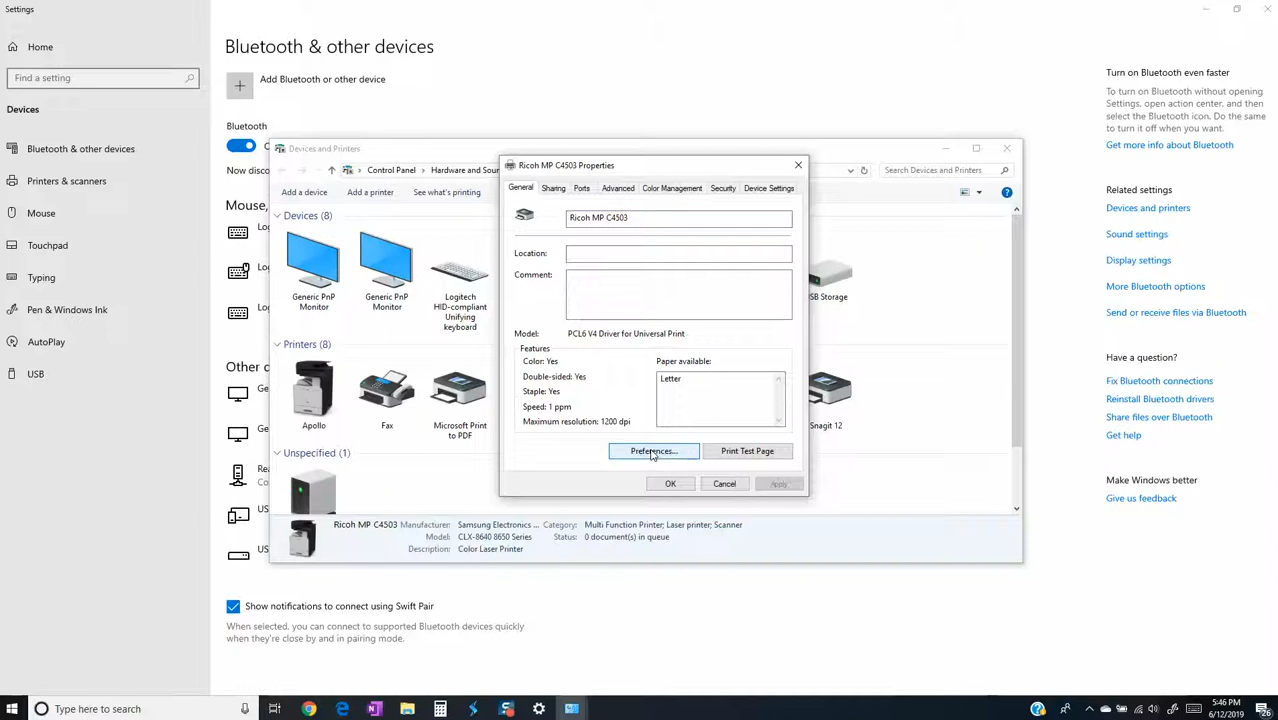 Settings
Home
Find a setting
Devices
Bluetooth & other devices
Printers & scanners
Mouse
Touchpad
Typing
Pen & Windows Ink
AutoPlay
USB
Bluetooth & other devices
Add Bluetooth or other device
Bluetooth
Now disco
Mouse,
Log
Log
Log
Other d
Ge
Ge
Rea
Co
US
US
Show notifications to connect using Swift Pair
When selected, you can connect to supported Bluetooth devices quickly
when they're close by and in pairing mode.
Devices and Printers
Control Panel
Hardware and Soun
Search Devices and Printers
Add a device
Add a printer
See what's printing
Devices (8)
Generic PnP
Monitor
Generic PnP
Monitor
Logitech
HID-compliant
Unifying
keyboard
SB Storage
Printers (8)
Apollo
Fax
Microsoft Print
to PDF
Snagit 12
Unspecified (1)
Ricoh MP C4503
Manufacturer: Samsung Electronics ...
Category: Multi Function Printer; Laser printer; Scanner
Model: CLX-8640 8650 Series
Status: 0 document(s) in queue
Description: Color Laser Printer
Ricoh MP C4503 Properties
General
Sharing
Ports
Advanced
Color Management
Security
Device Settings
Ricoh MP C4503
Location:
Comment:
Model: PCL6 V4 Driver for Universal Print
Features
Color: Yes
Double-sided: Yes
Staple: Yes
Speed: 1 ppm
Maximum resolution: 1200 dpi
Paper available:
Letter
Preferences...
Print Test Page
OK
Cancel
Apply
Turn on Bluetooth even faster
To turn on Bluetooth without opening
Settings, open action center, and then
select the Bluetooth icon. Do the same
to turn it off when you want.
Get more info about Bluetooth
Related settings
Devices and printers
Sound settings
Display settings
More Bluetooth options
Send or receive files via Bluetooth
Have a question?
Fix Bluetooth connections
Reinstall Bluetooth drivers
Share files over Bluetooth
Get help
Make Windows better
Give us feedback
Type here to search
5:46 PM
6/12/2019
26